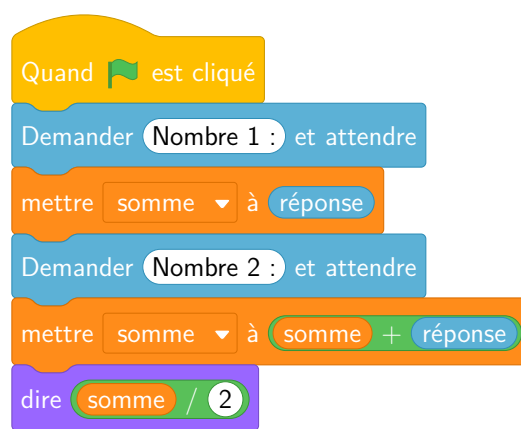 Quand est cliqué
Demander Nombre 1 : et attendre
mettre somme à réponse
Demander Nombre 2 : et attendre
mettre somme à somme + réponse
dire somme / 2